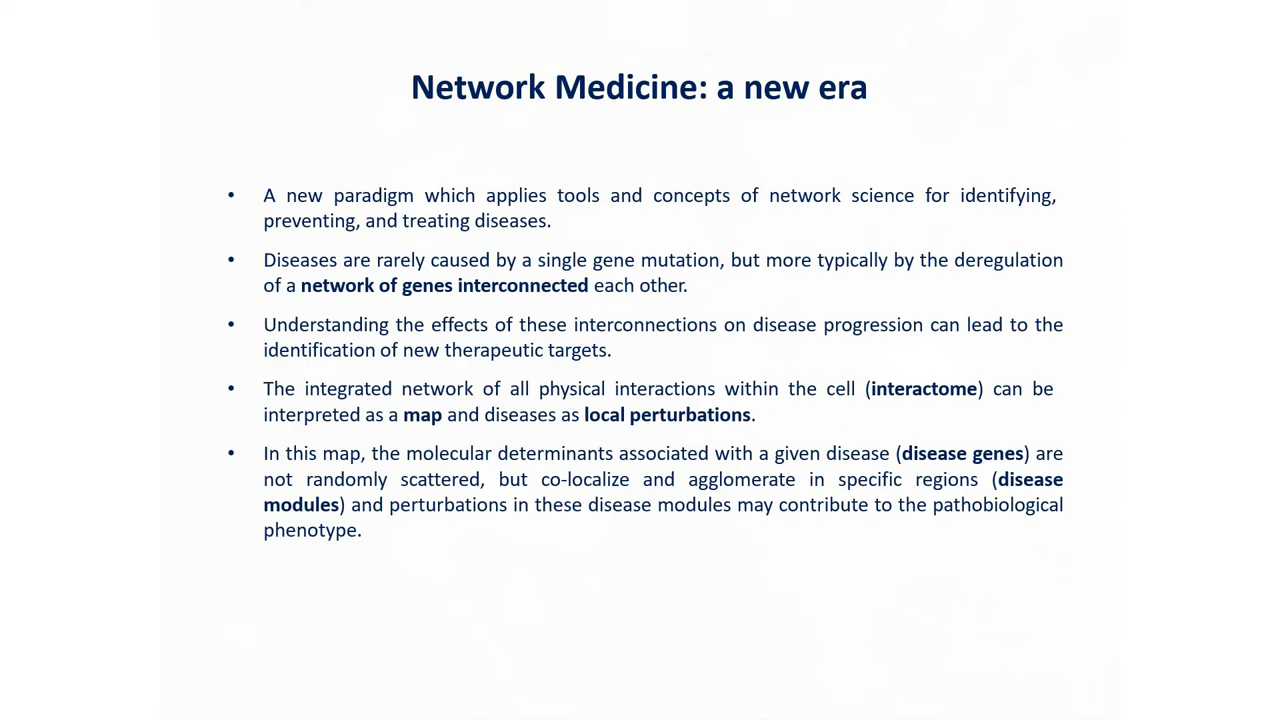 Network Medicine: a new era
• A new paradigm which applies tools and concepts of network science for identifying,
preventing, and treating diseases.
• Diseases are rarely caused by a single gene mutation, but more typically by the deregulation
of a network of genes interconnected each other.
• Understanding the effects of these interconnections on disease progression can lead to the
identification of new therapeutic targets.
• The integrated network of all physical interactions within the cell (interactome) can be
interpreted as a map and diseases as local perturbations.
• In this map, the molecular determinants associated with a given disease (disease genes) are
not randomly scattered, but co-localize and agglomerate in specific regions (disease
modules) and perturbations in these disease modules may contribute to the pathobiological
phenotype.